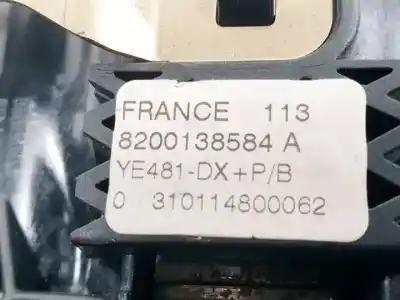 FRANCE 113
8200138584 A
YE481-DX+P/B
0 310114800062